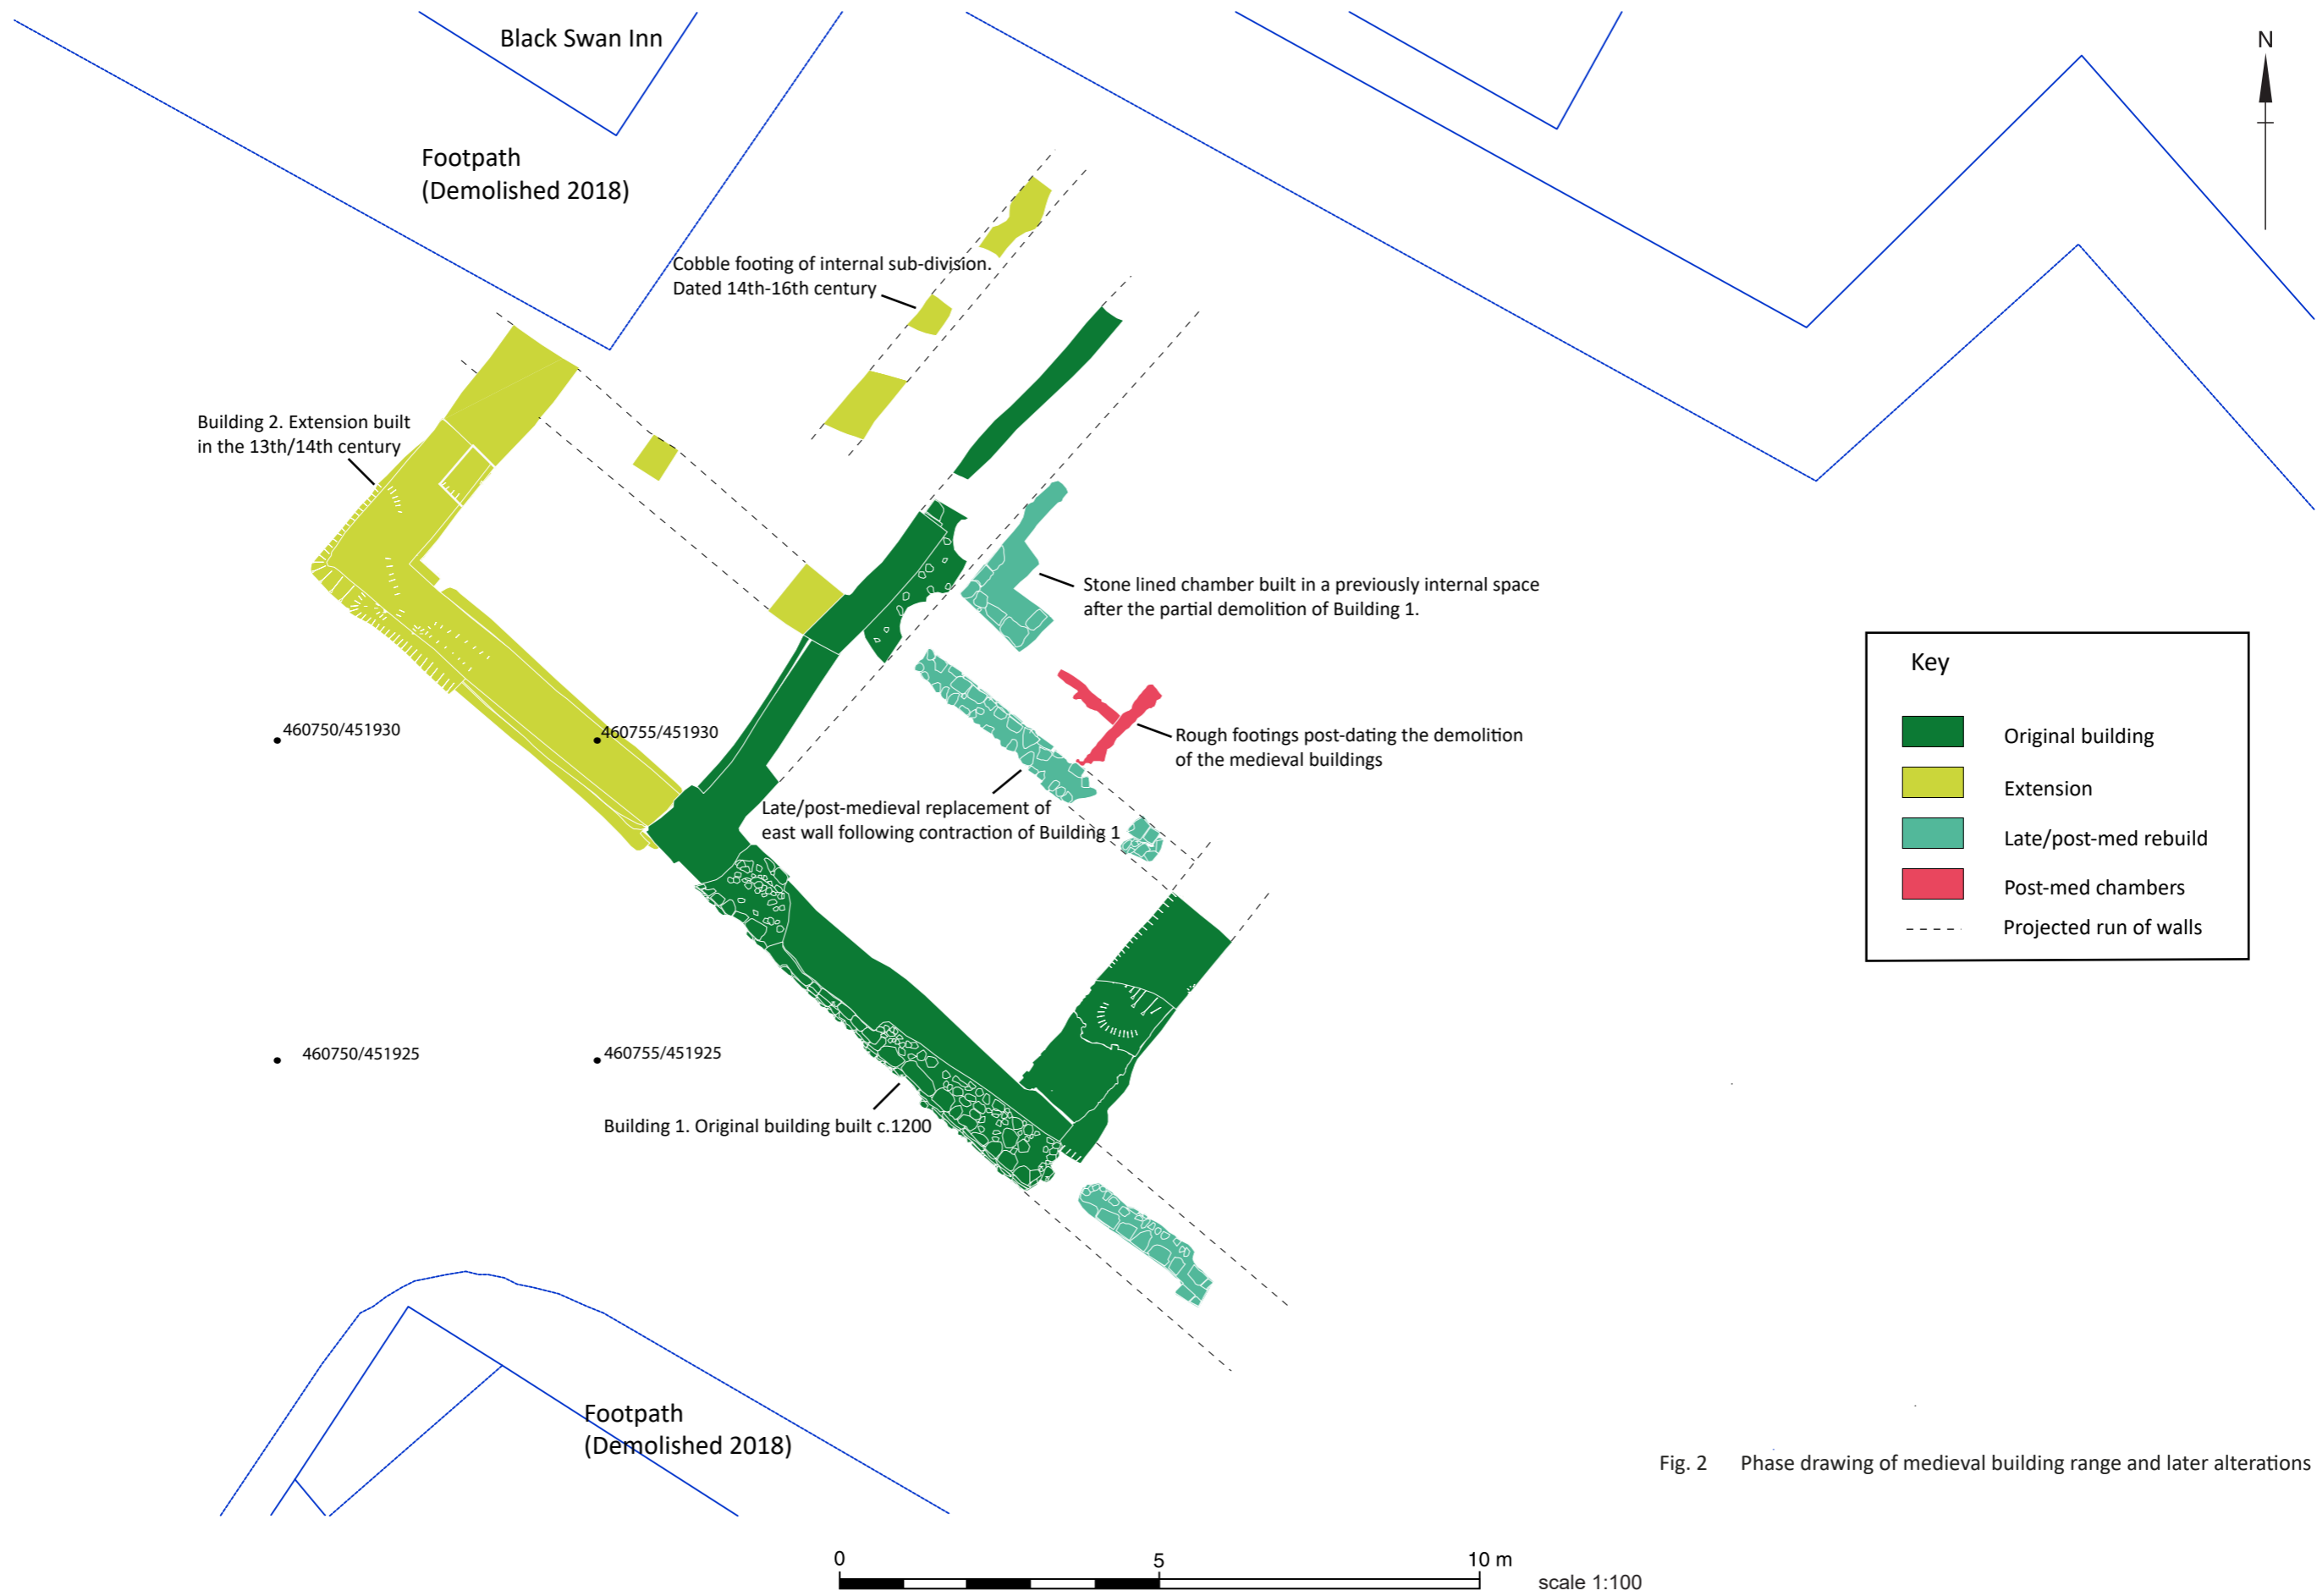 Black Swan Inn
N
Footpath
(Demolished 2018)
Cobble footing of internal sub-division.
Dated 14th-16th century
Building 2. Extension built
in the 13th/14th century
Stone lined chamber built in a previously internal space
after the partial demolition of Building 1.
Key
Original building
Extension
Late/post-med rebuild
Post-med chambers
Projected run of walls
460750/451930
460755/451930
Rough footings post-dating the demolition
of the medieval buildings
Late/post-medieval replacement of
east wall following contraction of Building 1
460750/451925
460755/451925
Building 1. Original building built c.1200
Footpath
(Demolished 2018)
Fig. 2 Phase drawing of medieval building range and later alterations
0 5 10 m
scale 1:100